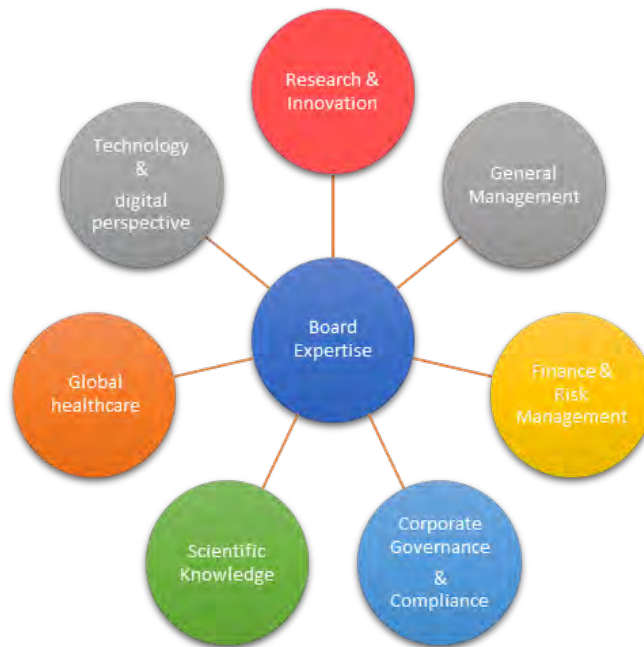 Research &
Innovation
General
Management
Finance &
Risk
Management
Corporate
Governance
&
Compliance
Scientific
Knowledge
Global
healthcare
Technology
&
digital
perspective
Board
Expertise